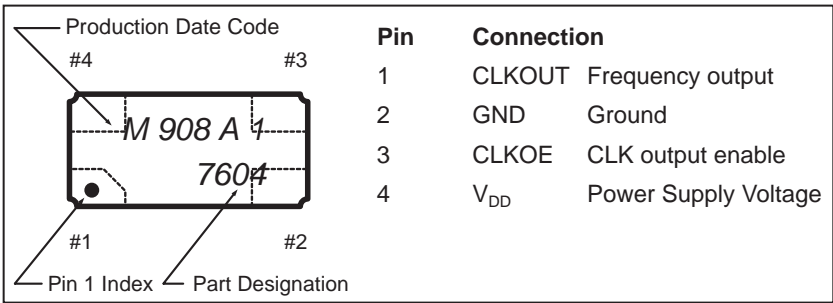 Production Date Code
#4 #3
M 908 A 1
7604
#1 #2
Pin 1 Index Part Designation
Pin Connection
1 CLKOUT Frequency output
2 GND Ground
3 CLKOE CLK output enable
4 VDD Power Supply Voltage